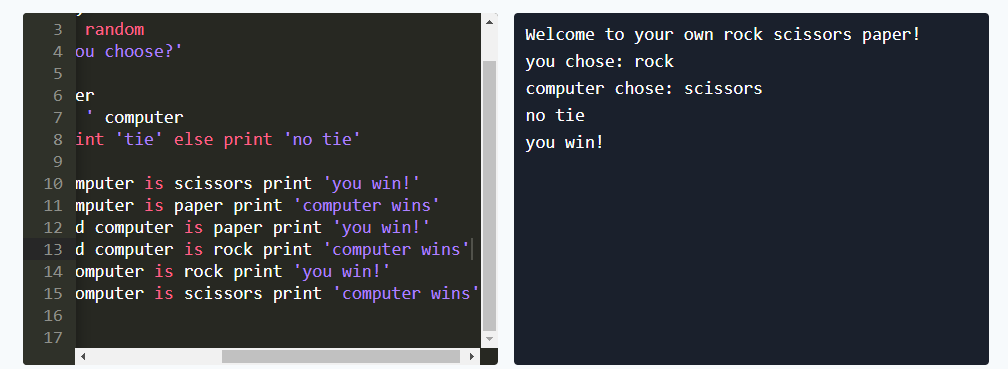 3 random
4 ou choose?'
5
6 er
7 ' computer
8 int 'tie' else print 'no tie'
9
10 mputer is scissors print 'you win!'
11 mputer is paper print 'computer wins'
12 d computer is paper print 'you win!'
13 d computer is rock print 'computer wins'
14 omputer is rock print 'you win!'
15 omputer is scissors print 'computer wins'
16
17
Welcome to your own rock scissors paper!
you chose: rock
computer chose: scissors
no tie
you win!